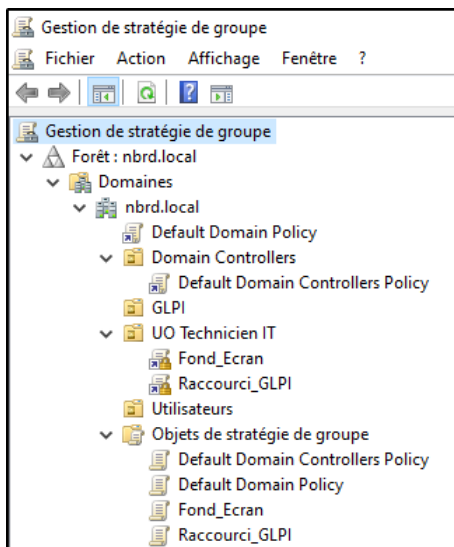 Gestion de stratégie de groupe
Fichier Action Affichage Fenêtre ?
Gestion de stratégie de groupe
Forêt : nbrd.local
Domaines
nbrd.local
Default Domain Policy
Domain Controllers
Default Domain Controllers Policy
GLPI
UO Technicien IT
Fond_Ecran
Raccourci_GLPI
Utilisateurs
Objets de stratégie de groupe
Default Domain Controllers Policy
Default Domain Policy
Fond_Ecran
Raccourci_GLPI